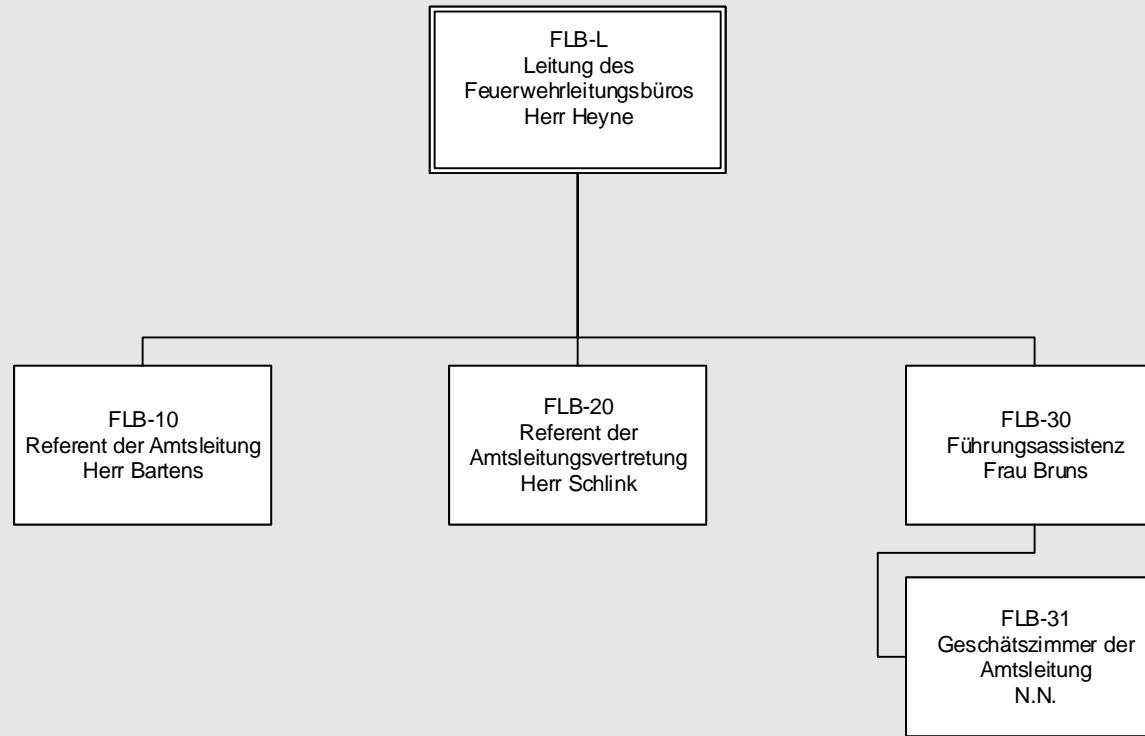 FLB-L
Leitung des
Feuerwehrleitungsbüros
Herr Heyne
FLB-10
Referent der Amtsleitung
Herr Bartens
FLB-20
Referent der
Amtsleitungsvertretung
Herr Schlink
FLB-30
Führungsassistenz
Frau Bruns
FLB-31
Geschätszimmer der
Amtsleitung
N.N.